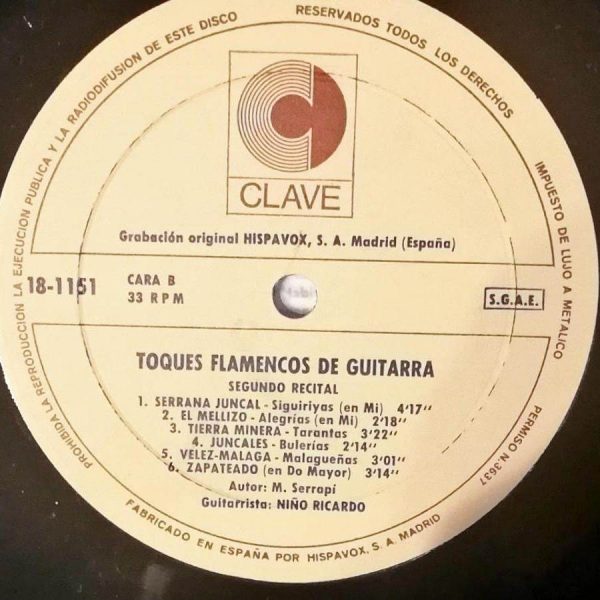 RESERVADOS TODOS LOS DERECHOS
IMPUESTO DE LUJO A METALICO
PERMISO N.3637
PROHIBIDA LA REPRODUCCION LA EJECUCION PUBLICA Y LA RADIODIFUSION DE ESTE DISCO
CLAVE
Grabación original HISPAVOX, S. A. Madrid (España)
18-1151
CARA B
33 RPM
S.G.A.E.
TOQUES FLAMENCOS DE GUITARRA
SEGUNDO RECITAL
1. SERRANA JUNCAL - Siguiriyas (en Mi) 4'17''
2. EL MELLIZO - Alegrías (en Mi) 2'18''
3. TIERRA MINERA - Tarantas 3'22''
4. JUNCALES - Bulerías 2'14''
5. VELEZ-MALAGA - Malagueñas 3'01''
6. ZAPATEADO (en Do Mayor) 3'14''
Autor: M. Serrapí
Guitarrista: NIÑO RICARDO
FABRICADO EN ESPAÑA POR HISPAVOX, S. A. MADRID